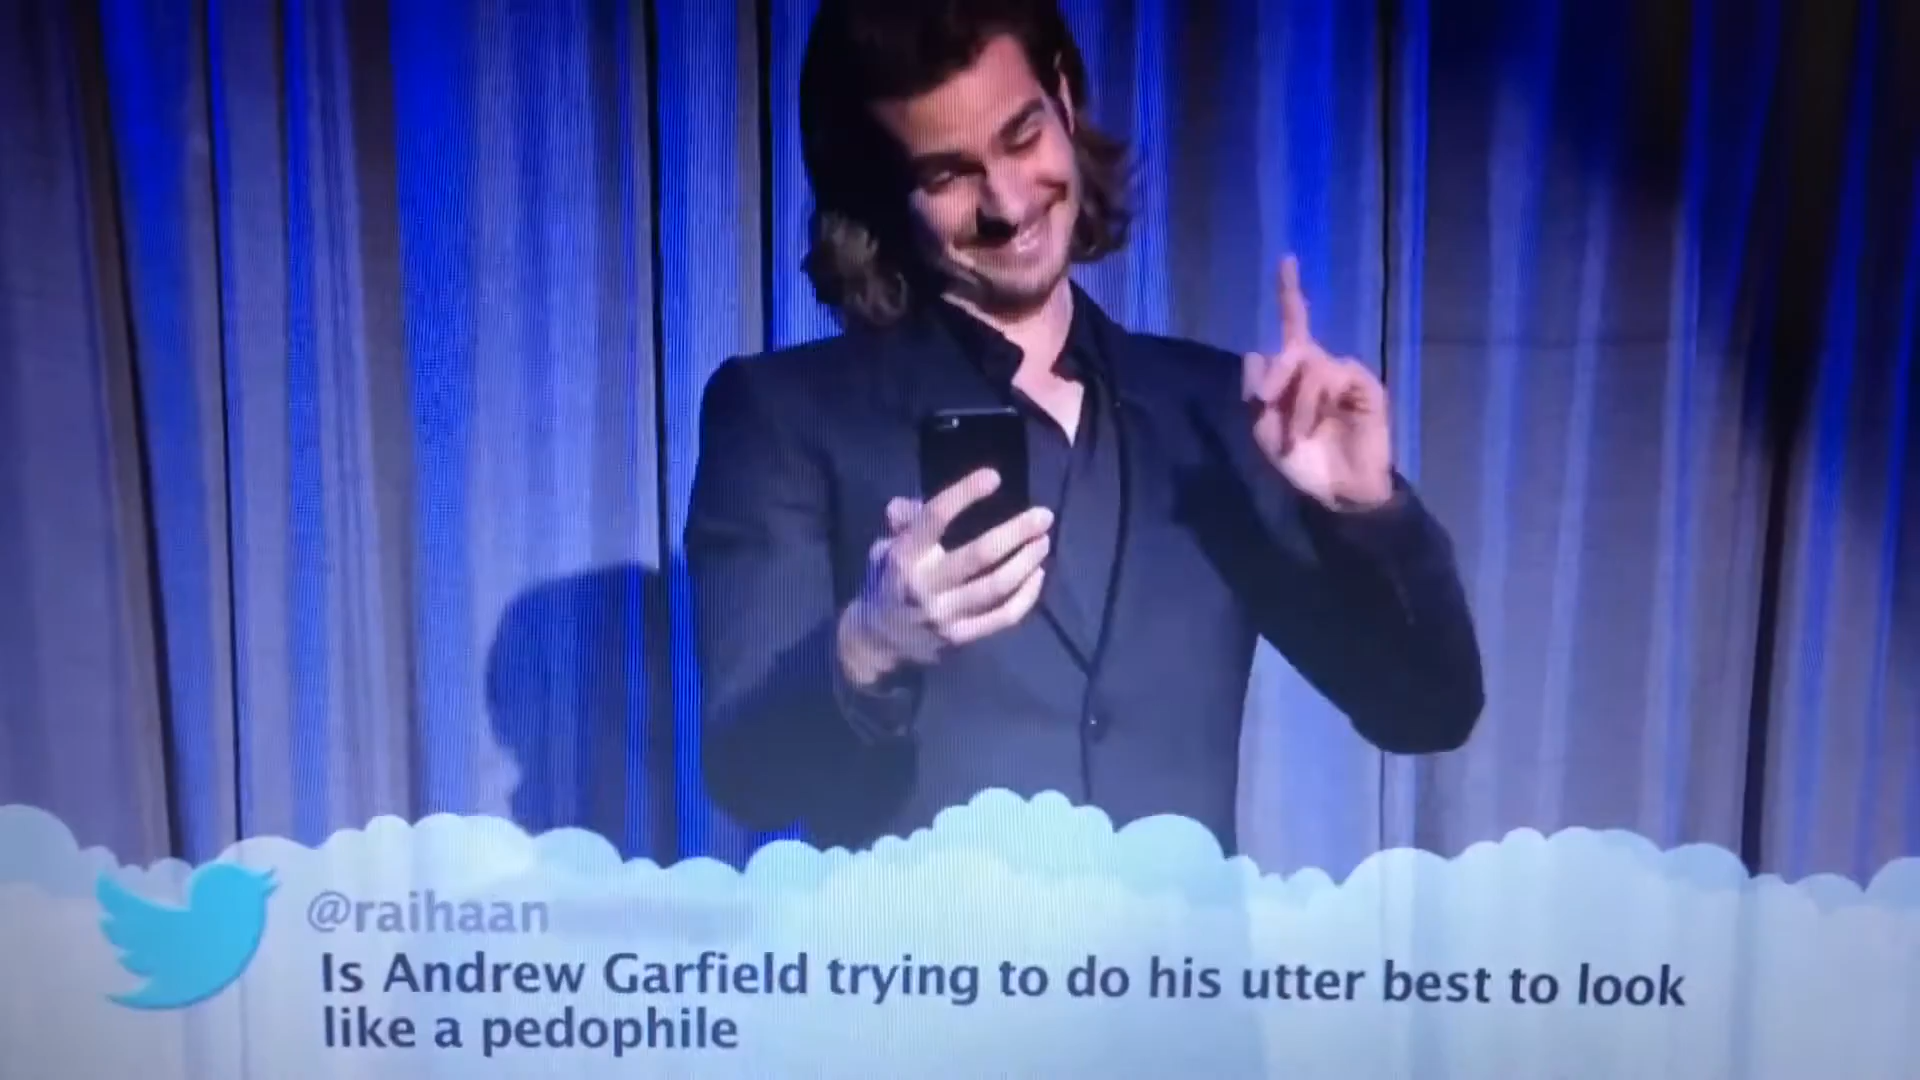 @raihaan
Is Andrew Garfield trying to do his utter best to look
like a pedophile